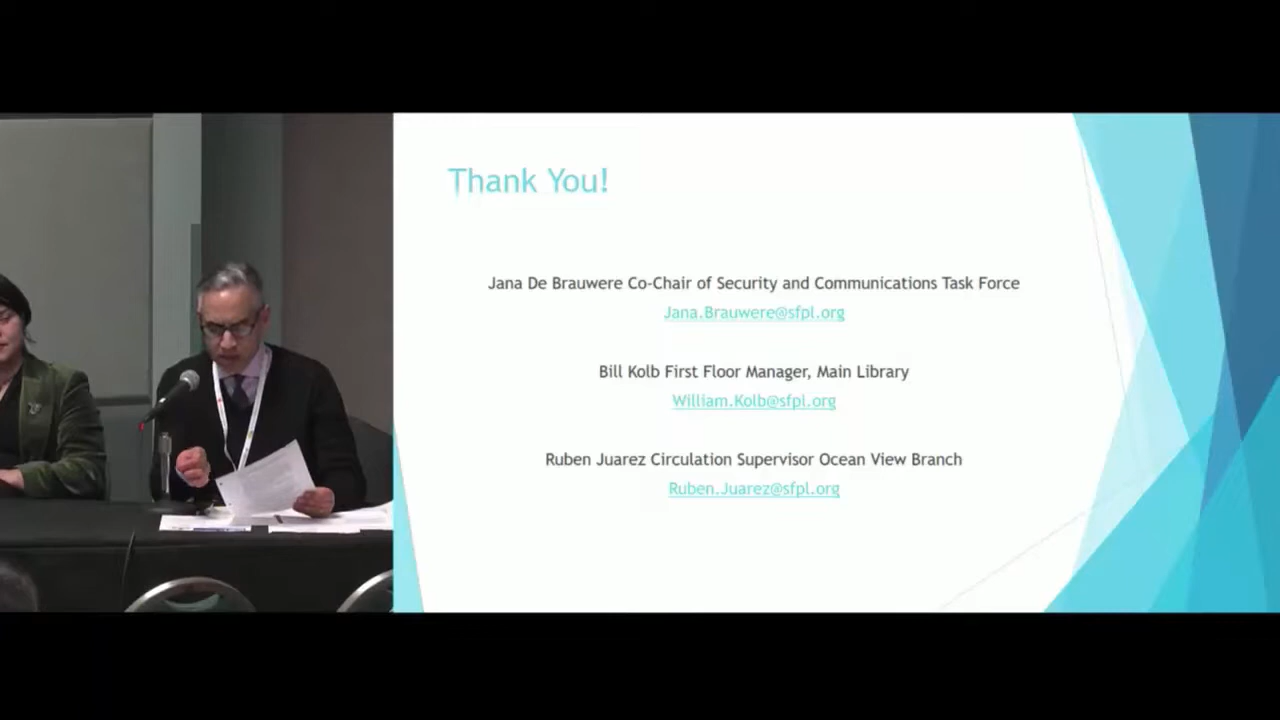 Thank You!
Jana De Brauwere Co-Chair of Security and Communications Task Force
Jana.Brauwere@sfpl.org
Bill Kolb First Floor Manager, Main Library
William.Kolb@sfpl.org
Ruben Juarez Circulation Supervisor Ocean View Branch
Ruben.Juarez@sfpl.org